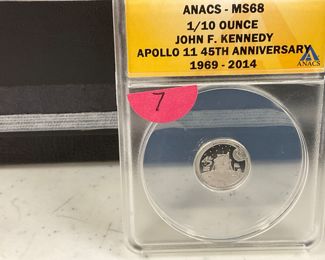 ANACS - MS68
1/10 OUNCE
JOHN F. KENNEDY
APOLLO 11 45TH ANNIVERSARY
1969 - 2014
ANACS
7